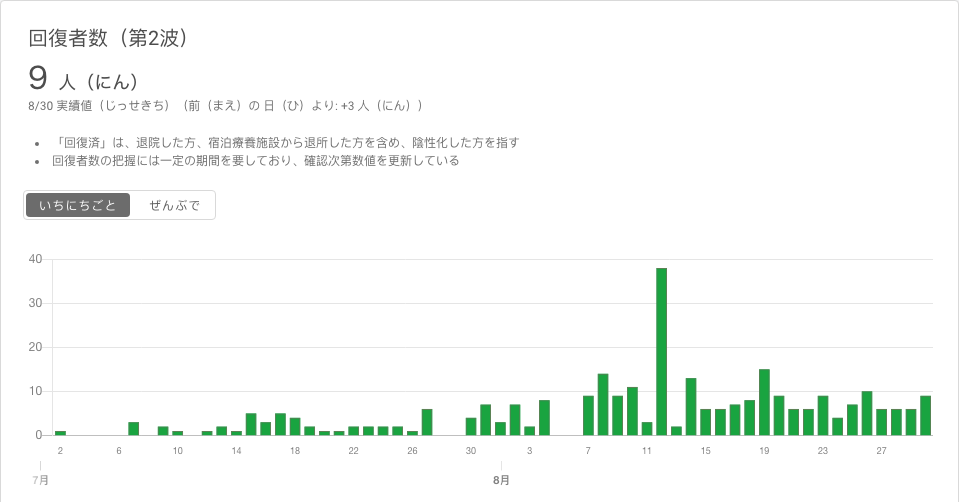 回復者数（第2波）
9 人（にん）
8/30 実績値（じっせきち）（前（まえ）の 日（ひ）より: +3 人（にん））
• 「回復済」は、退院した方、宿泊療養施設から退所した方を含め、陰性化した方を指す
• 回復者数の把握には一定の期間を要しており、確認次第数値を更新している
いちにちごと ぜんぶで
40
30
20
10
0
2 6 10 14 18 22 26 30 3 7 11 15 19 23 27
7月 8月